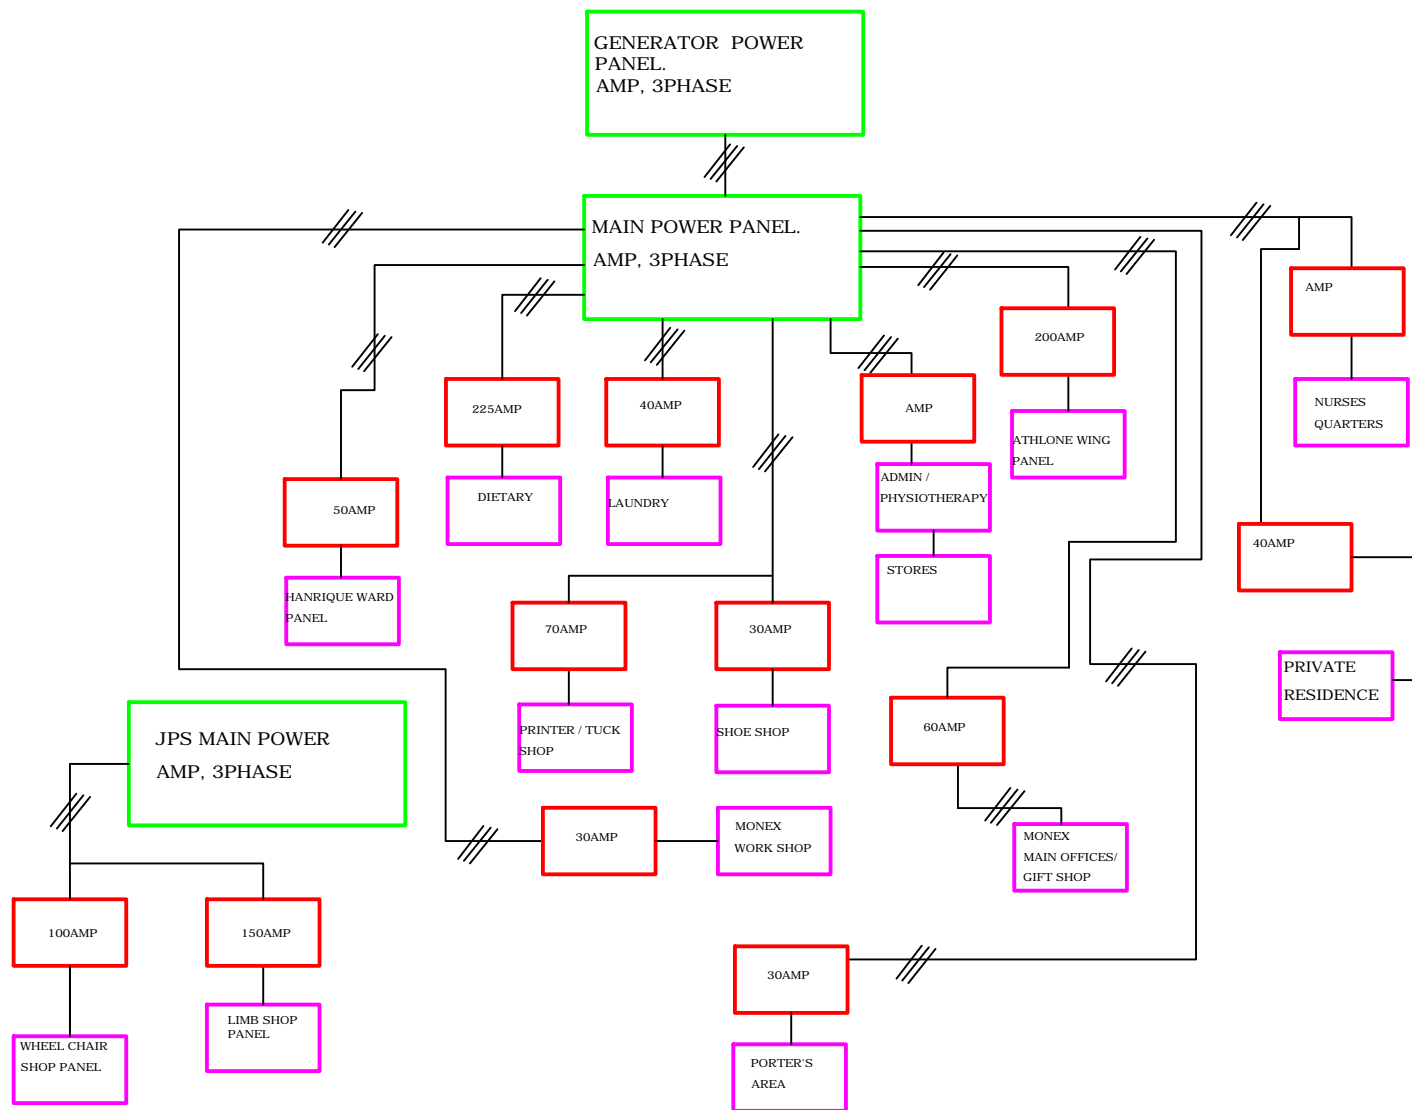 GENERATOR POWER
PANEL.
AMP, 3PHASE
MAIN POWER PANEL.
AMP, 3PHASE
AMP
200AMP
225AMP
40AMP
AMP
NURSES
QUARTERS
ATHLONE WING
PANEL
50AMP
DIETARY
LAUNDRY
ADMIN /
PHYSIOTHERAPY
40AMP
STORES
HANRIQUE WARD
PANEL
70AMP
30AMP
PRIVATE
RESIDENCE
JPS MAIN POWER
AMP, 3PHASE
PRINTER / TUCK
SHOP
SHOE SHOP
60AMP
30AMP
MONEX
WORK SHOP
MONEX
MAIN OFFICES/
GIFT SHOP
100AMP
150AMP
30AMP
LIMB SHOP
PANEL
WHEEL CHAIR
SHOP PANEL
PORTER'S
AREA